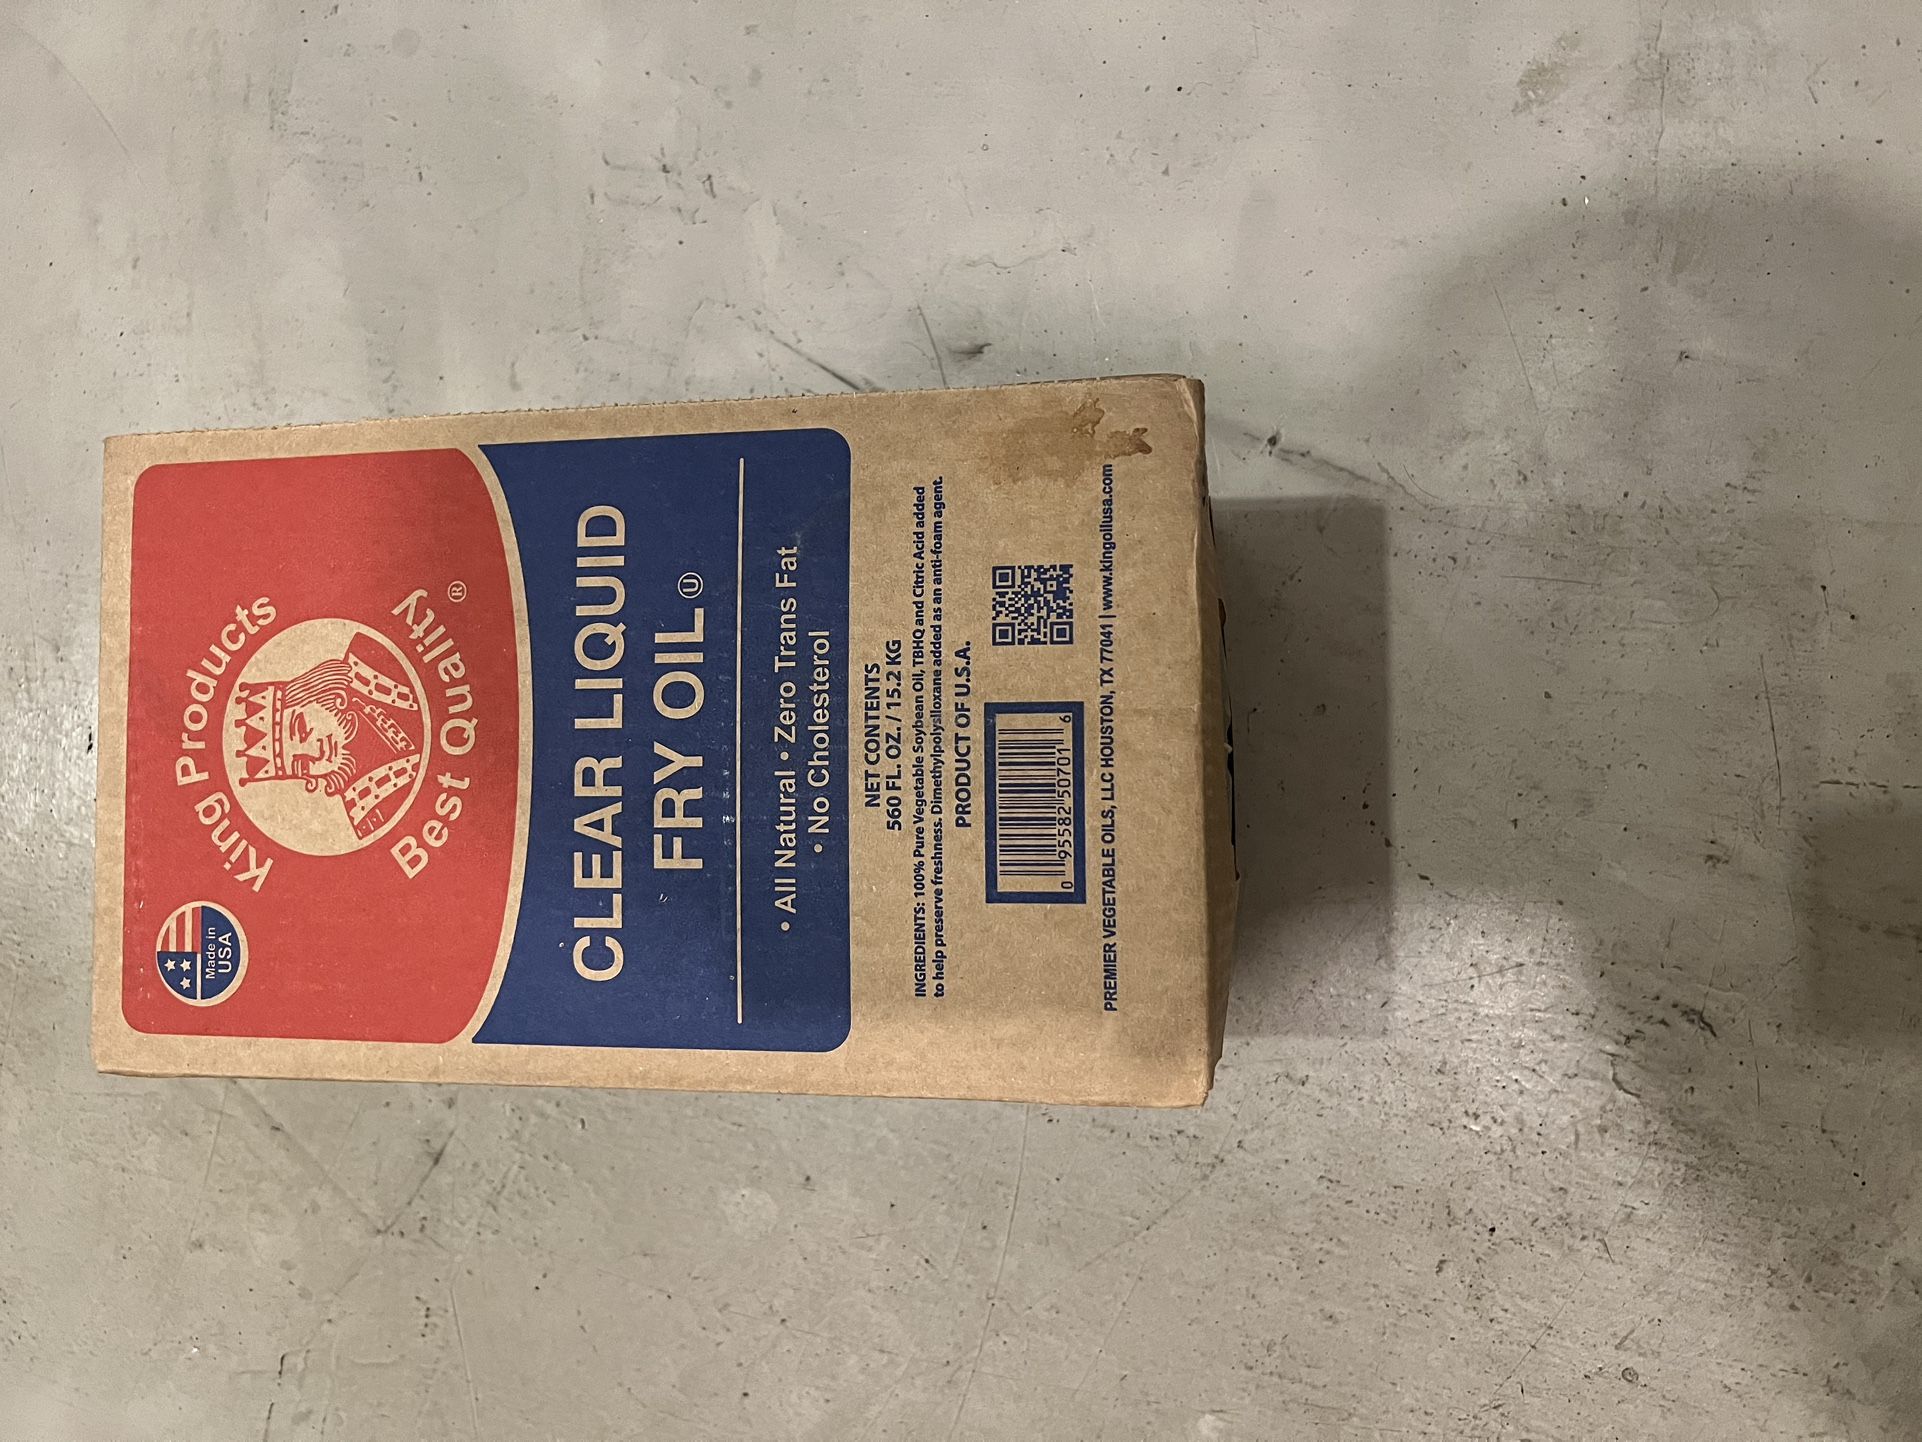 Made in
USA
King Products
Best Quality®
CLEAR LIQUID
FRY OIL Ⓤ
• All Natural • Zero Trans Fat
• No Cholesterol
NET CONTENTS
560 FL. OZ. / 15.2 KG
INGREDIENTS: 100% Pure Vegetable Soybean Oil, TBHQ and Citric Acid added
to help preserve freshness. Dimethylpolysiloxane added as an anti-foam agent.
PRODUCT OF U.S.A.
0 95582 50701 6
PREMIER VEGETABLE OILS, LLC HOUSTON, TX 77041 | www.kingoilusa.com